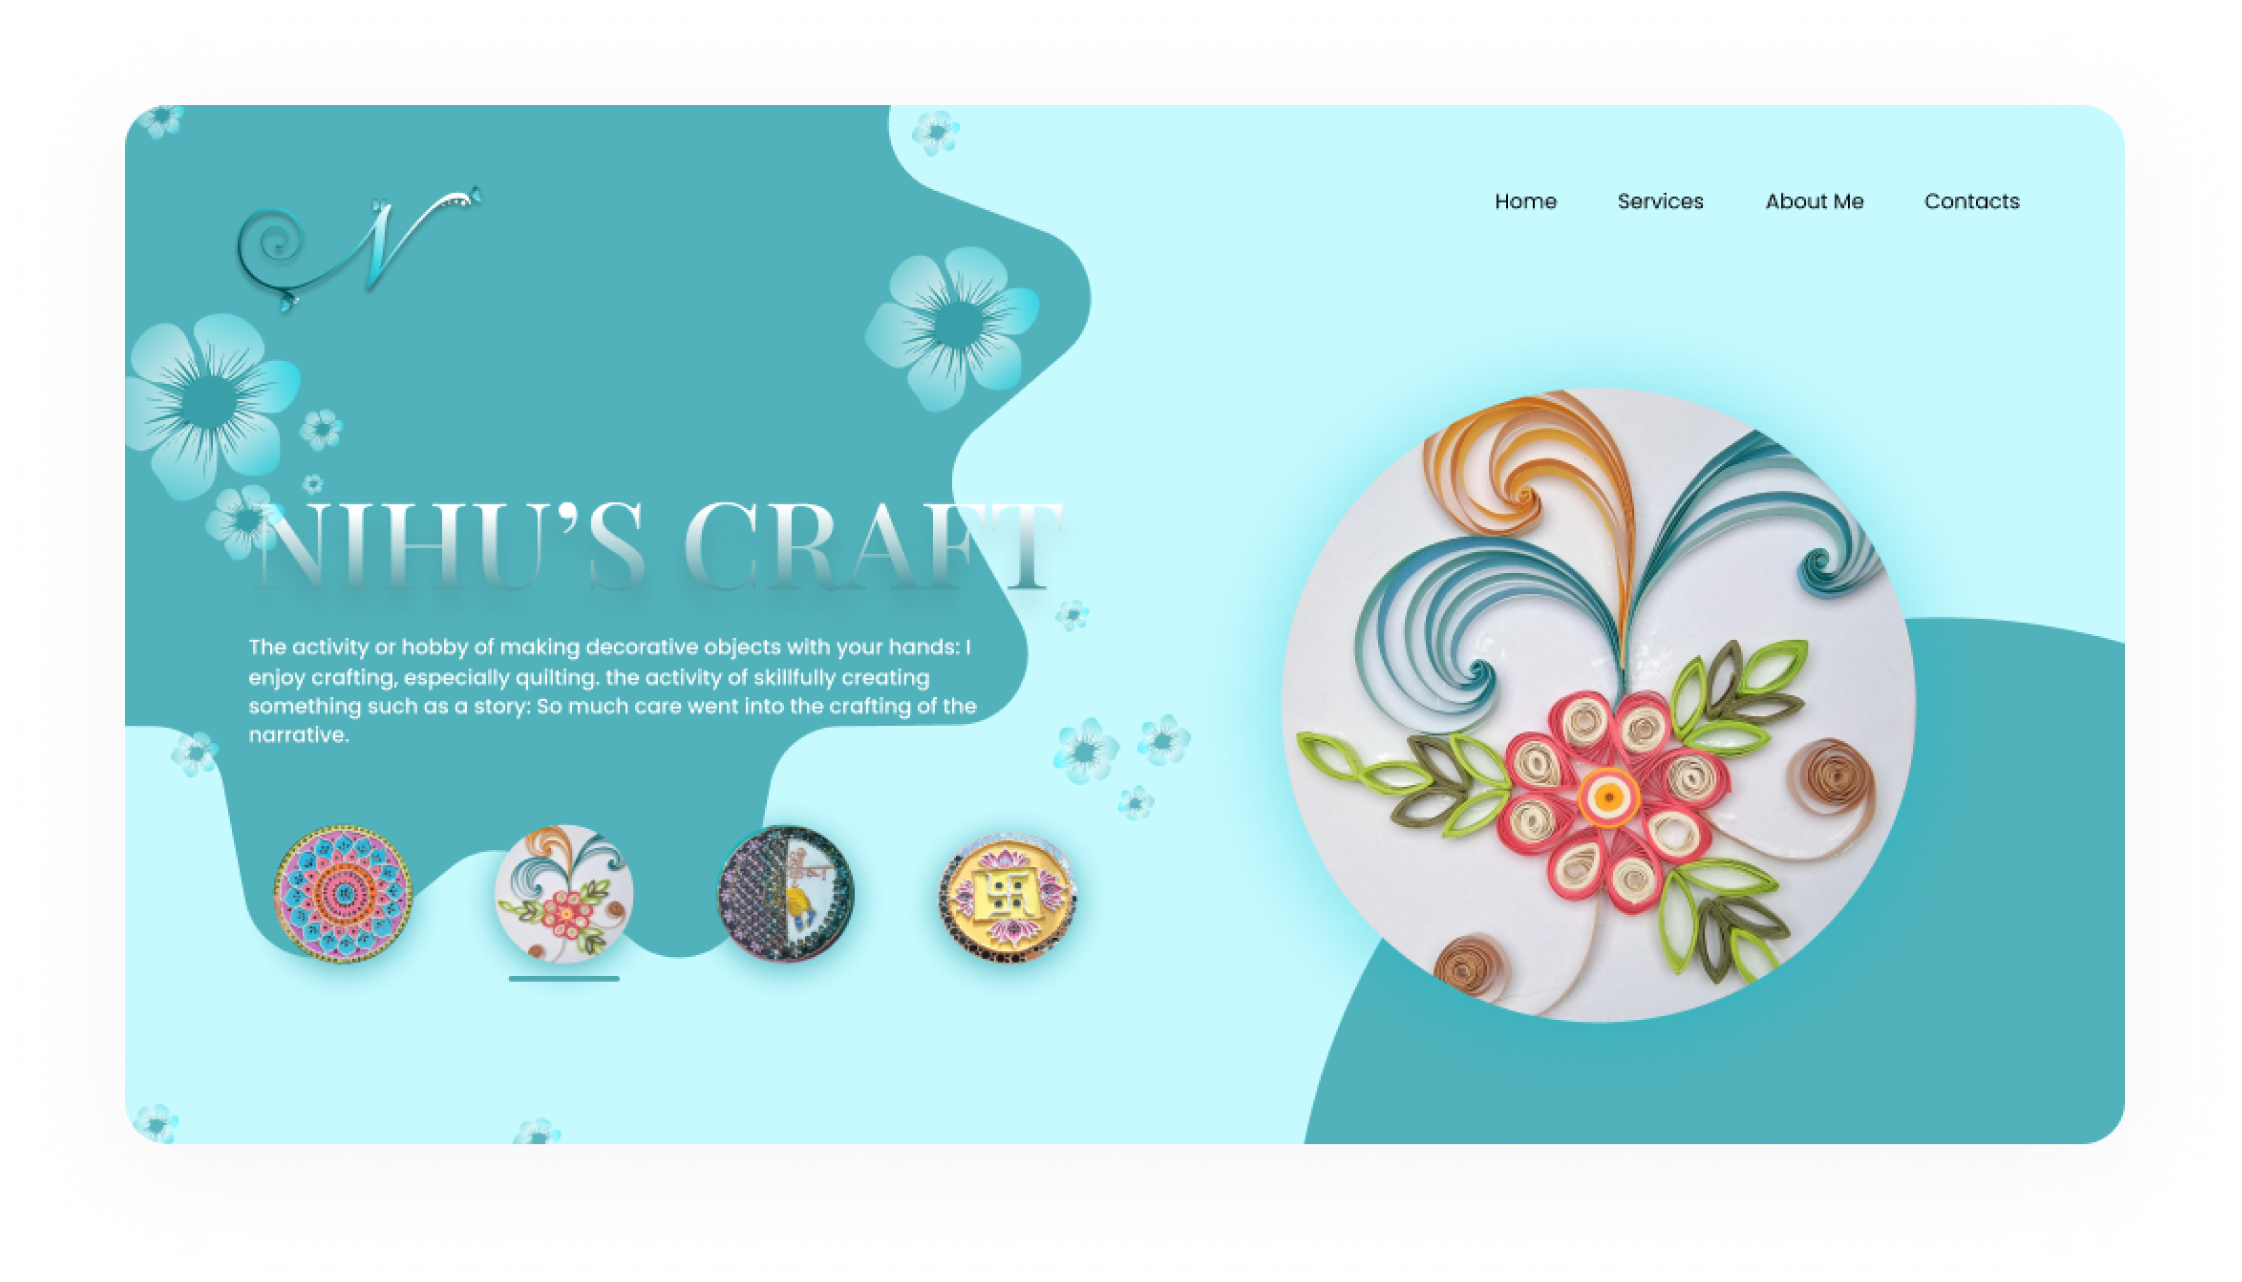 N
Home Services About Me Contacts
NIHU’S CRAFT
The activity or hobby of making decorative objects with your hands: I
enjoy crafting, especially quilting. the activity of skillfully creating
something such as a story: So much care went into the crafting of the
narrative.